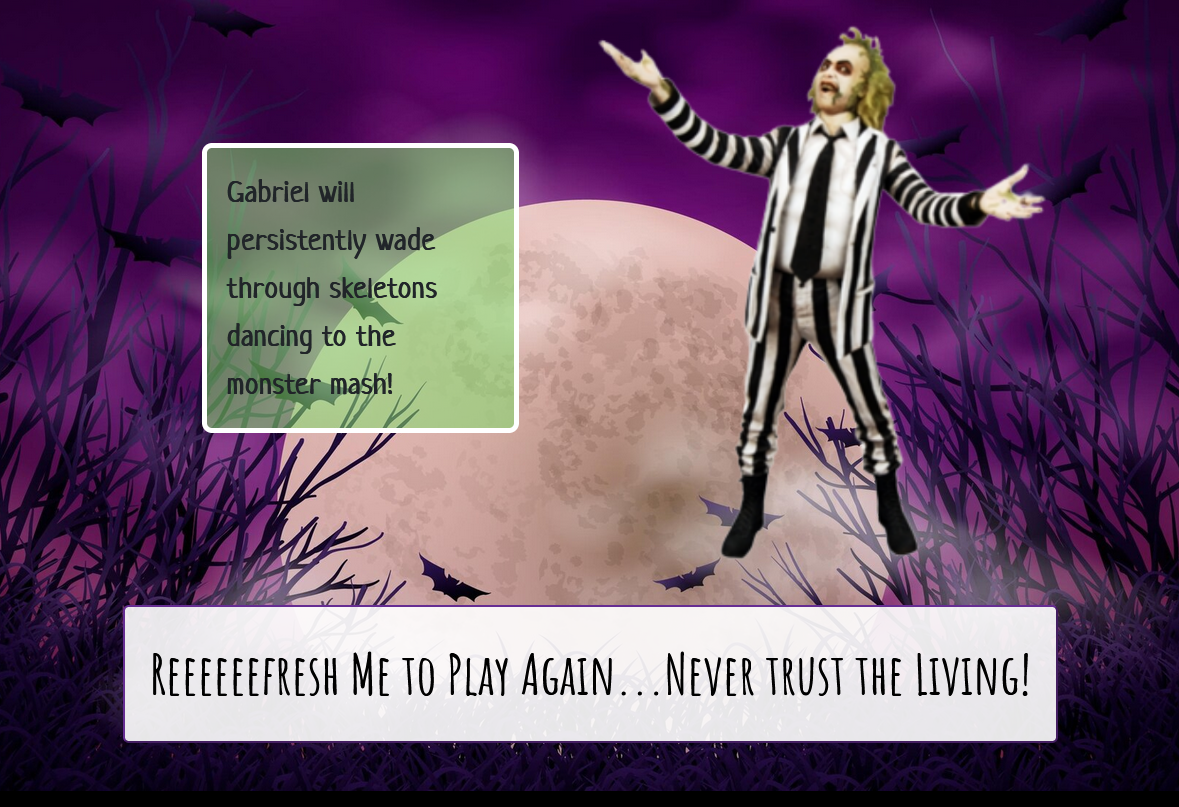 Gabriel will
persistently wade
through skeletons
dancing to the
monster mash!
Reeeeeefresh Me to Play Again...Never trust the Living!